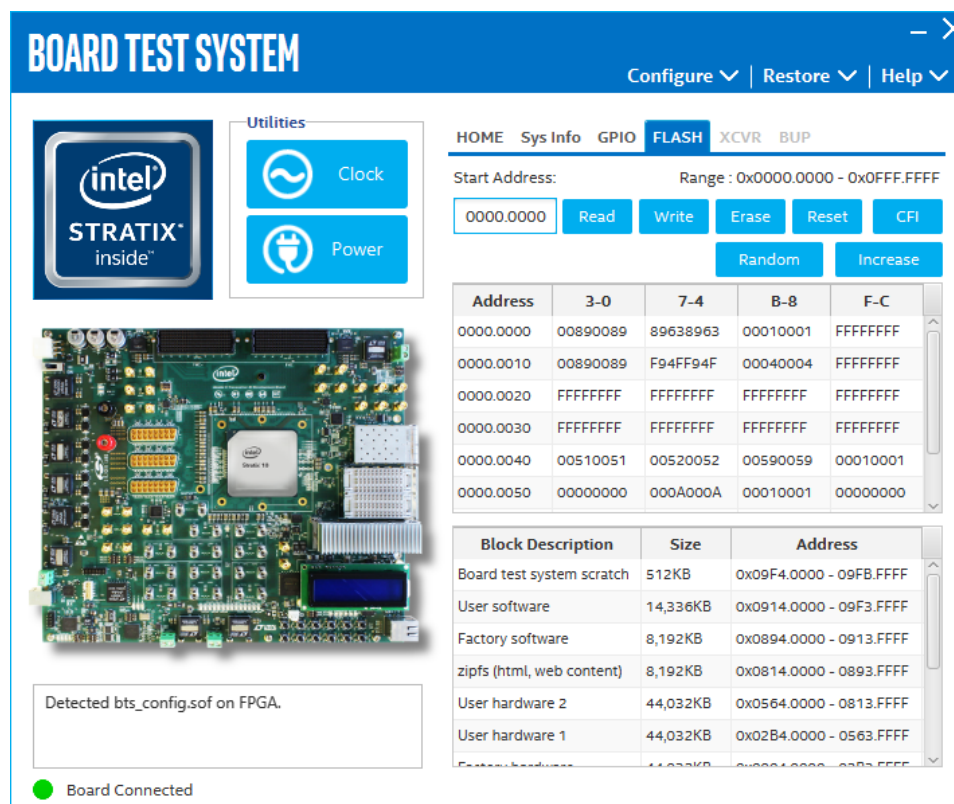 BOARD TEST SYSTEM
Configure | Restore | Help
intel
STRATIX
inside™
Utilities
Clock
Power
HOME Sys Info GPIO FLASH XCVR BUP
Start Address: Range : 0x0000.0000 - 0x0FFF.FFFF
0000.0000 Read Write Erase Reset CFI
Random Increase
Address 3-0 7-4 B-8 F-C
0000.0000 00890089 89638963 00010001 FFFFFFFF
0000.0010 00890089 F94FF94F 00040004 FFFFFFFF
0000.0020 FFFFFFFF FFFFFFFF FFFFFFFF FFFFFFFF
0000.0030 FFFFFFFF FFFFFFFF FFFFFFFF FFFFFFFF
0000.0040 00510051 00520052 00590059 00010001
0000.0050 00000000 000A000A 00010001 00000000
Block Description Size Address
Board test system scratch 512KB 0x09F4.0000 - 09FB.FFFF
User software 14,336KB 0x0914.0000 - 09F3.FFFF
Factory software 8,192KB 0x0894.0000 - 0913.FFFF
zipfs (html, web content) 8,192KB 0x0814.0000 - 0893.FFFF
User hardware 2 44,032KB 0x0564.0000 - 0813.FFFF
User hardware 1 44,032KB 0x02B4.0000 - 0563.FFFF
intel
intel
Stratix 10
Detected bts_config.sof on FPGA.
Board Connected